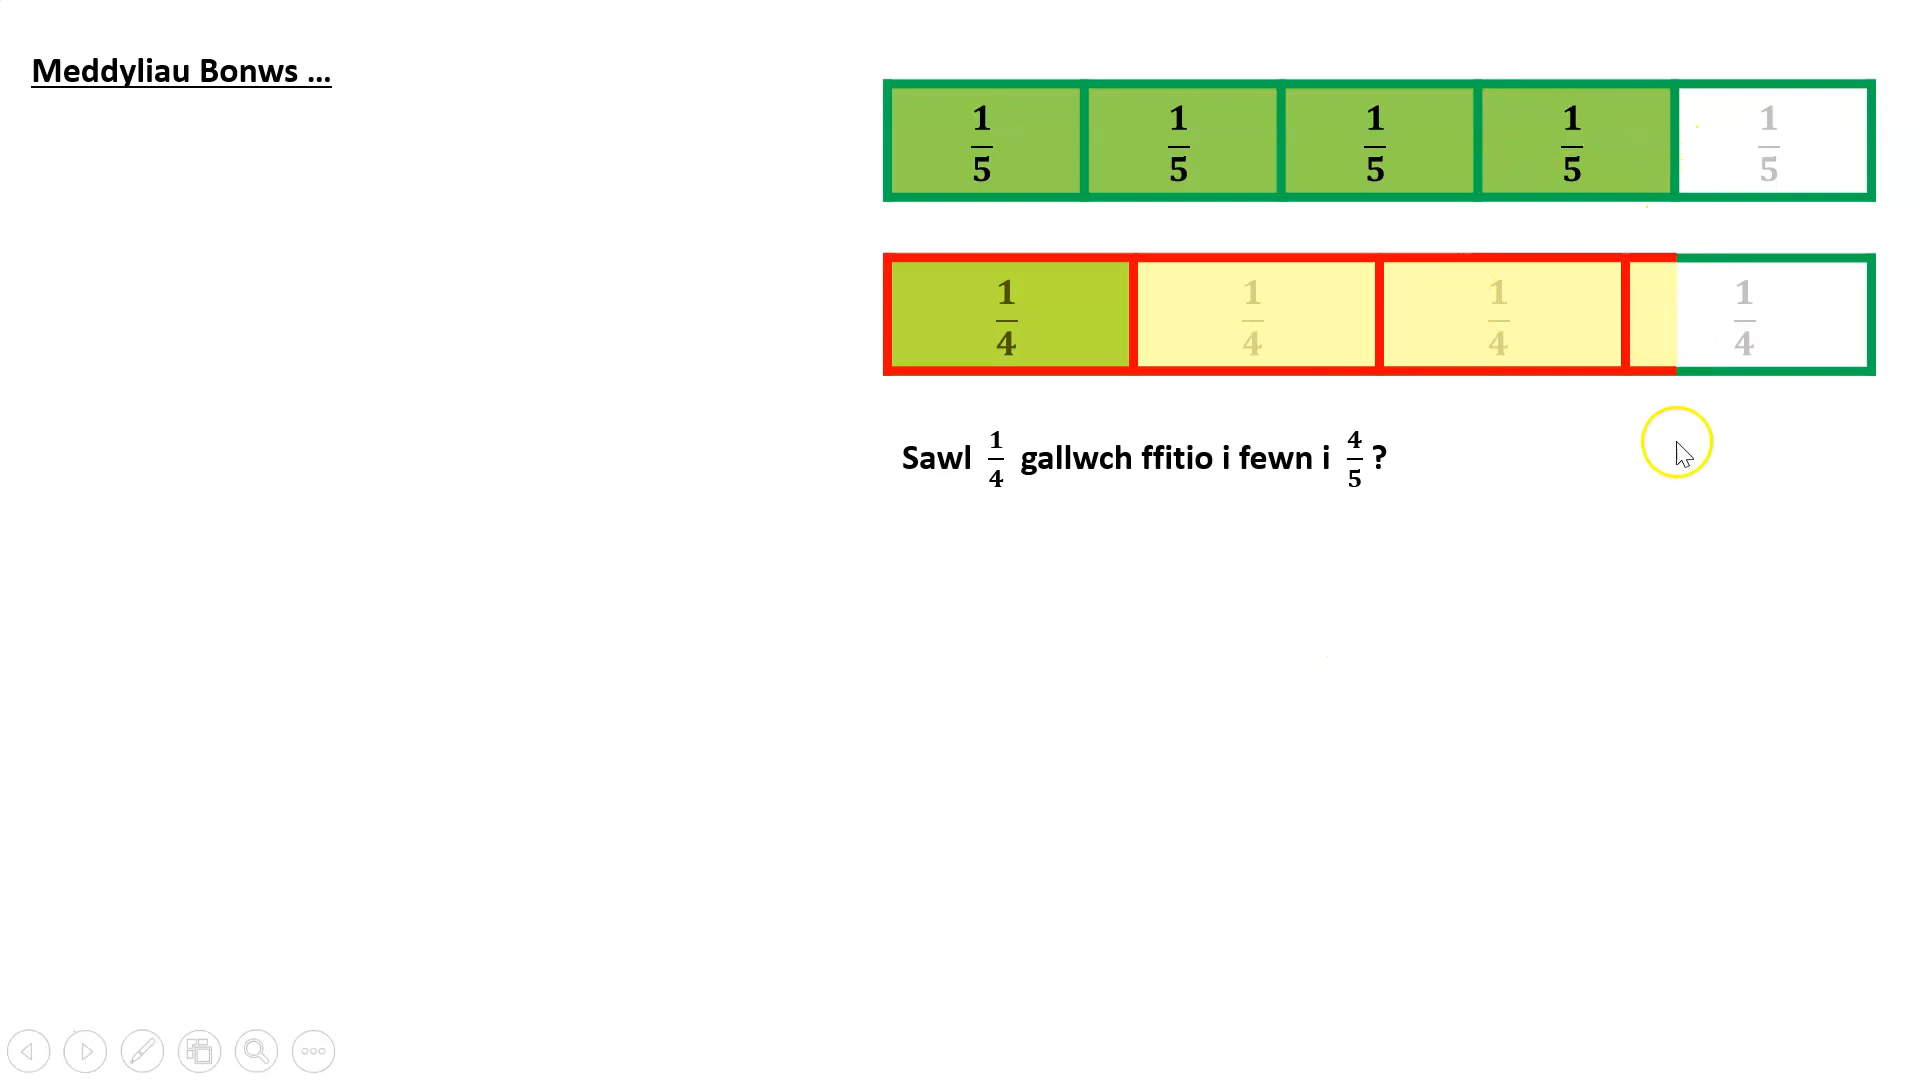 Meddyliau Bonws ...
1/5 1/5 1/5 1/5 1/5
1/4 1/4 1/4 1/4
Sawl 1/4 gallwch ffitio i fewn i 4/5 ?